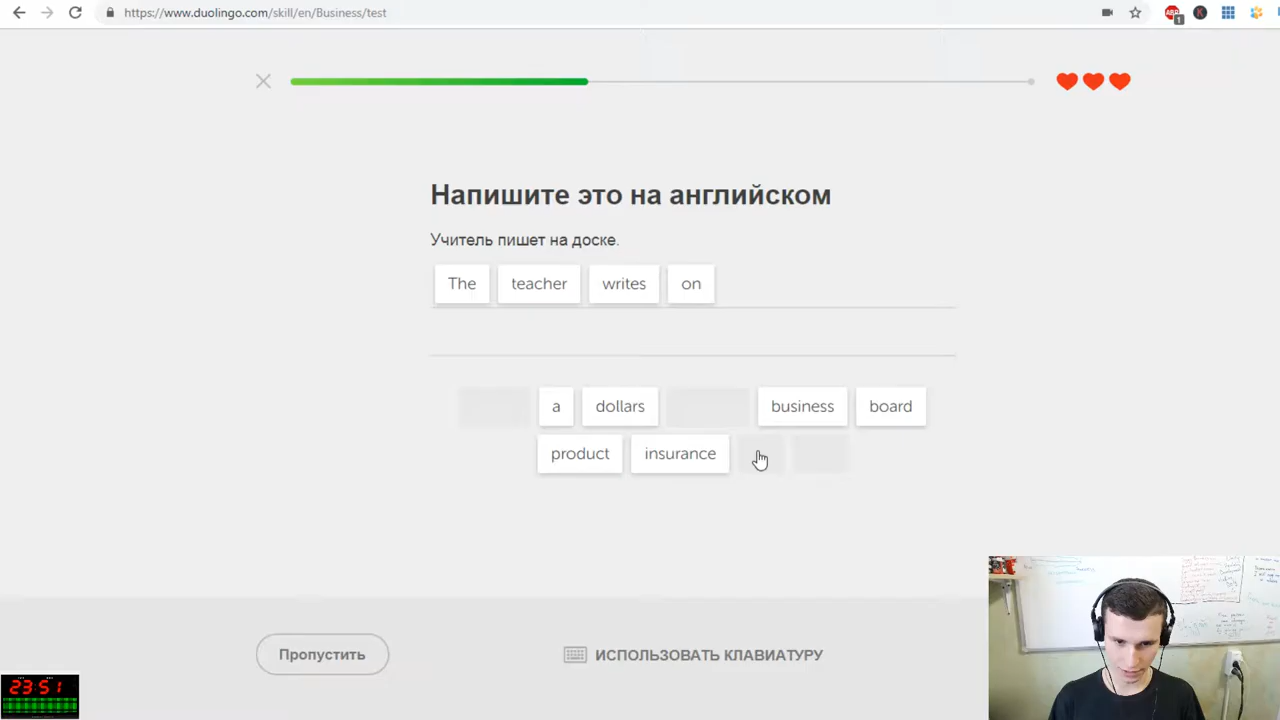 https://www.duolingo.com/skill/en/Business/test
Напишите это на английском
Учитель пишет на доске.
The teacher writes on
a dollars business board
product insurance
Пропустить
ИСПОЛЬЗОВАТЬ КЛАВИАТУРУ
23:51